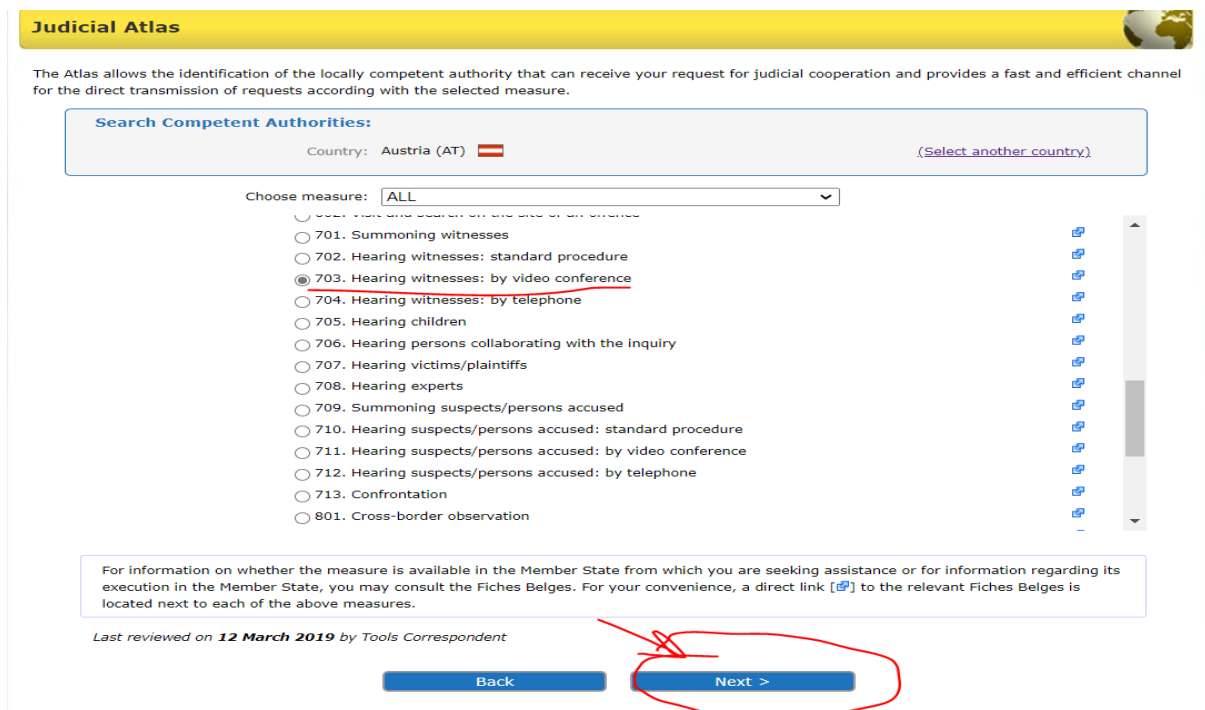 Judicial Atlas
The Atlas allows the identification of the locally competent authority that can receive your request for judicial cooperation and provides a fast and efficient channel
for the direct transmission of requests according with the selected measure.
Search Competent Authorities:
Country: Austria (AT) (Select another country)
Choose measure: ALL
701. Summoning witnesses
702. Hearing witnesses: standard procedure
703. Hearing witnesses: by video conference
704. Hearing witnesses: by telephone
705. Hearing children
706. Hearing persons collaborating with the inquiry
707. Hearing victims/plaintiffs
708. Hearing experts
709. Summoning suspects/persons accused
710. Hearing suspects/persons accused: standard procedure
711. Hearing suspects/persons accused: by video conference
712. Hearing suspects/persons accused: by telephone
713. Confrontation
801. Cross-border observation
For information on whether the measure is available in the Member State from which you are seeking assistance or for information regarding its
execution in the Member State, you may consult the Fiches Belges. For your convenience, a direct link [ ] to the relevant Fiches Belges is
located next to each of the above measures.
Last reviewed on 12 March 2019 by Tools Correspondent
Back Next >